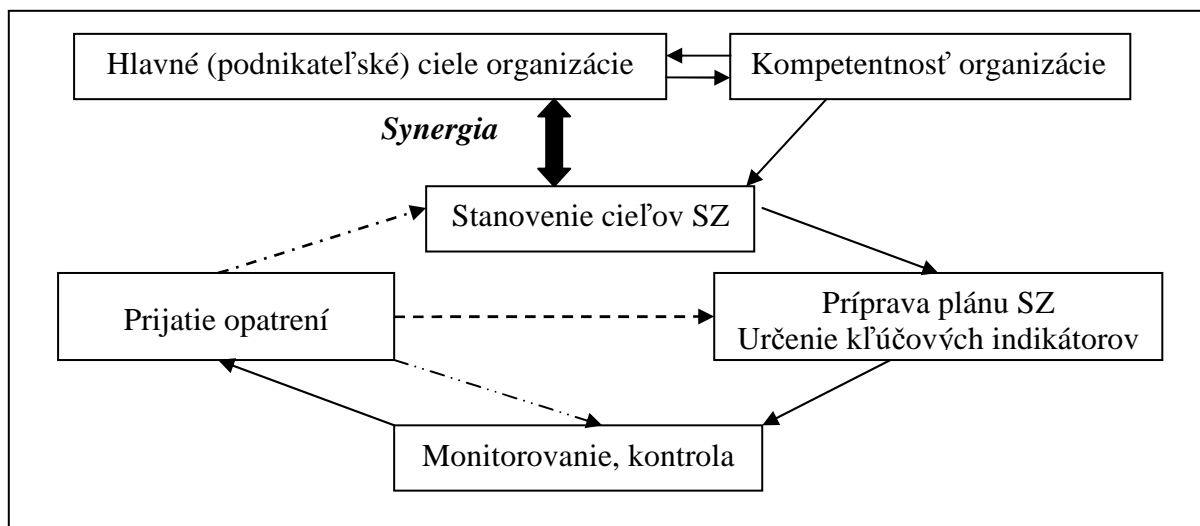 Hlavné (podnikateľské) ciele organizácie
Kompetentnosť organizácie
Synergia
Stanovenie cieľov SZ
Prijatie opatrení
Príprava plánu SZ
Určenie kľúčových indikátorov
Monitorovanie, kontrola